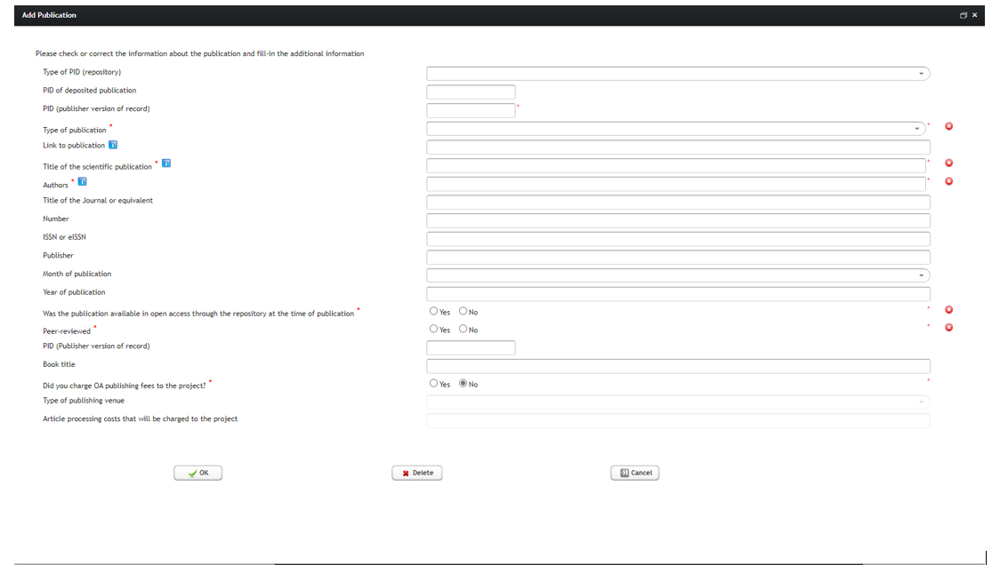 Add Publication
Please check or correct the information about the publication and fill-in the additional information
Type of PID (repository)
PID of deposited publication
PID (publisher version of record) *
Type of publication * *
Link to publication
Title of the scientific publication * *
Authors * *
Title of the Journal or equivalent
Number
ISSN or eISSN
Publisher
Month of publication
Year of publication
Was the publication available in open access through the repository at the time of publication * Yes No *
Peer-reviewed * Yes No *
PID (Publisher version of record)
Book title
Did you charge OA publishing fees to the project? * Yes No *
Type of publishing venue
Article processing costs that will be charged to the project
OK Delete Cancel